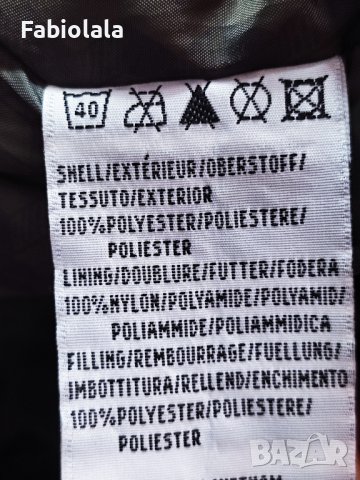 Fabiolala
40
SHELL/EXTÉRIEUR/OBERSTOFF/
TESSUTO/EXTERIOR
100%POLYESTER/POLIESTERE/
POLIESTER
LINING/DOUBLURE/FUTTER/FODERA
100%NYLON/POLYAMIDE/POLYAMID/
POLIAMMIDE/POLIAMMIDICA
FILLING/REMBOURRAGE/FUELLUNG/
IMBOTTITURA/RELLEND/ENCHIMENTO
100%POLYESTER/POLIESTERE/
POLIESTER
BAZAR